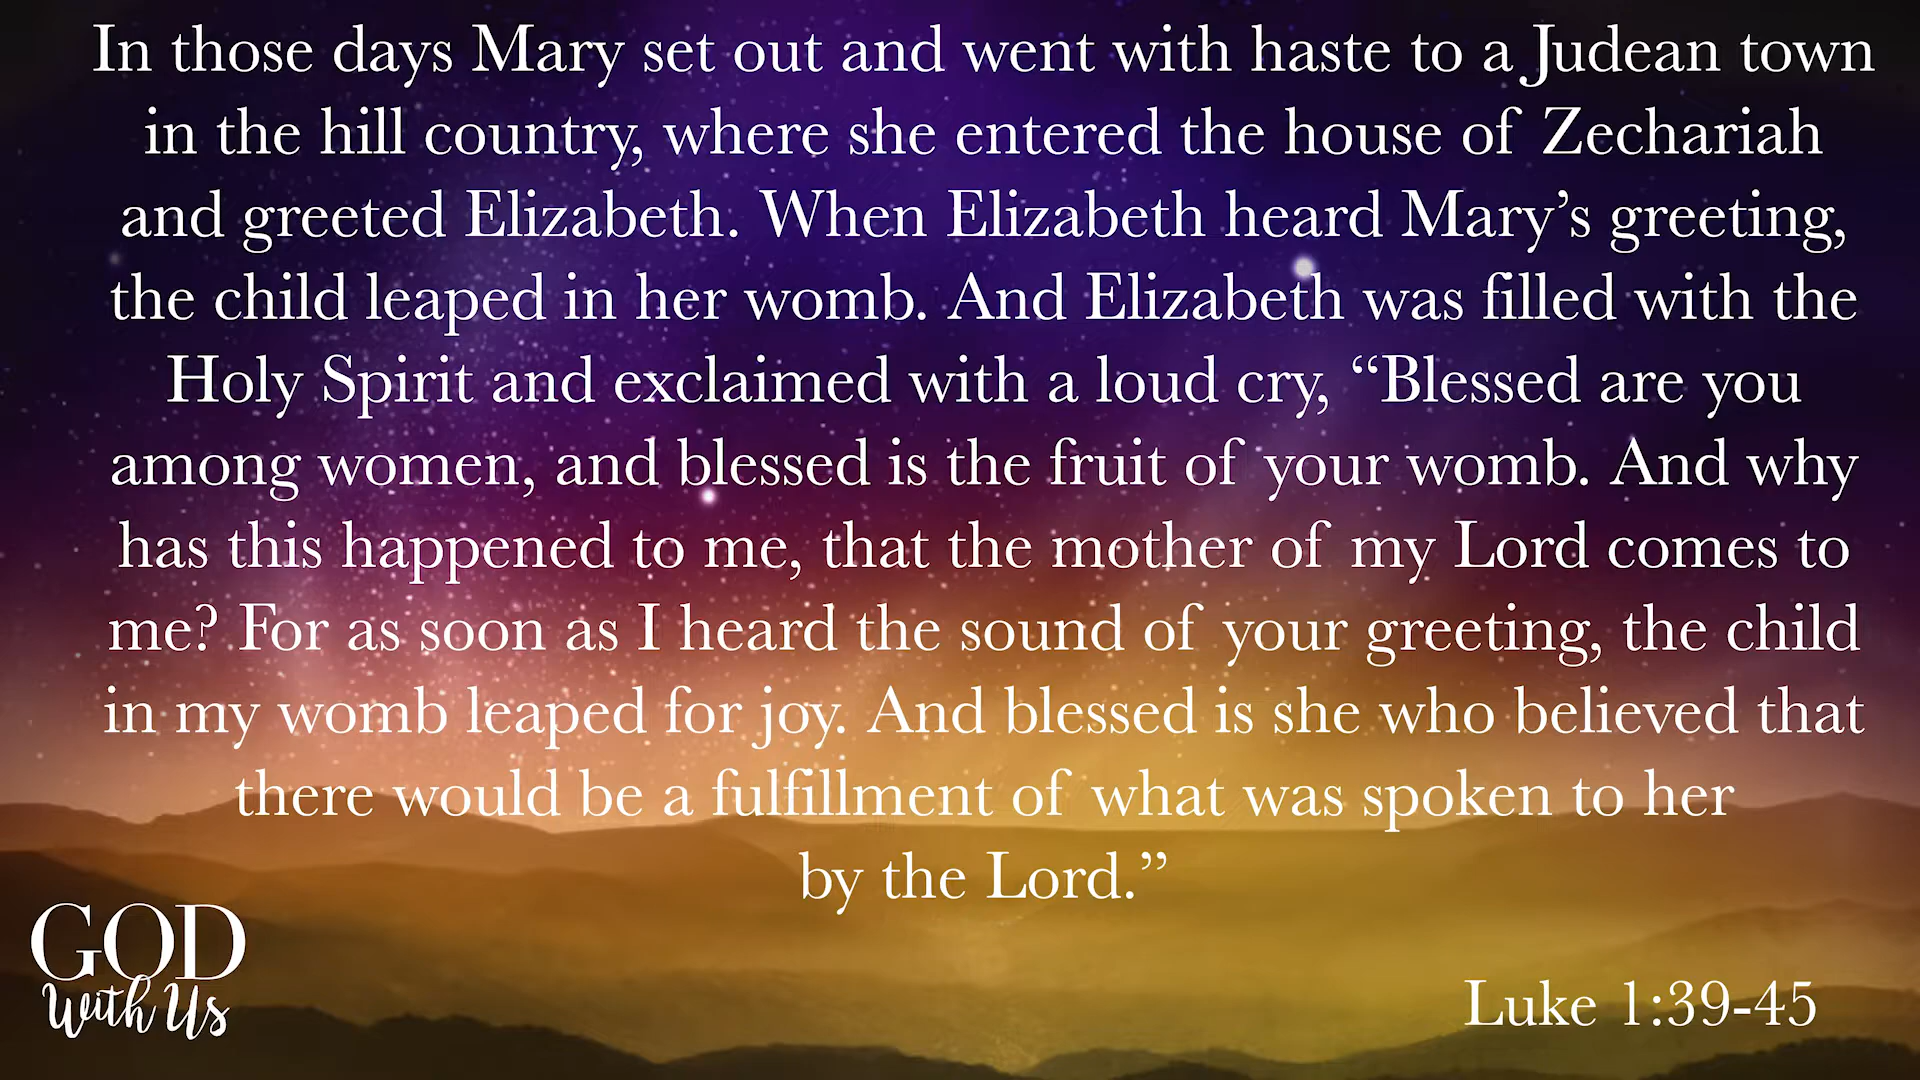 In those days Mary set out and went with haste to a Judean town
in the hill country, where she entered the house of Zechariah
and greeted Elizabeth. When Elizabeth heard Mary’s greeting,
the child leaped in her womb. And Elizabeth was filled with the
Holy Spirit and exclaimed with a loud cry, “Blessed are you
among women, and blessed is the fruit of your womb. And why
has this happened to me, that the mother of my Lord comes to
me? For as soon as I heard the sound of your greeting, the child
in my womb leaped for joy. And blessed is she who believed that
there would be a fulfillment of what was spoken to her
by the Lord.”
GOD
With Us
Luke 1:39-45